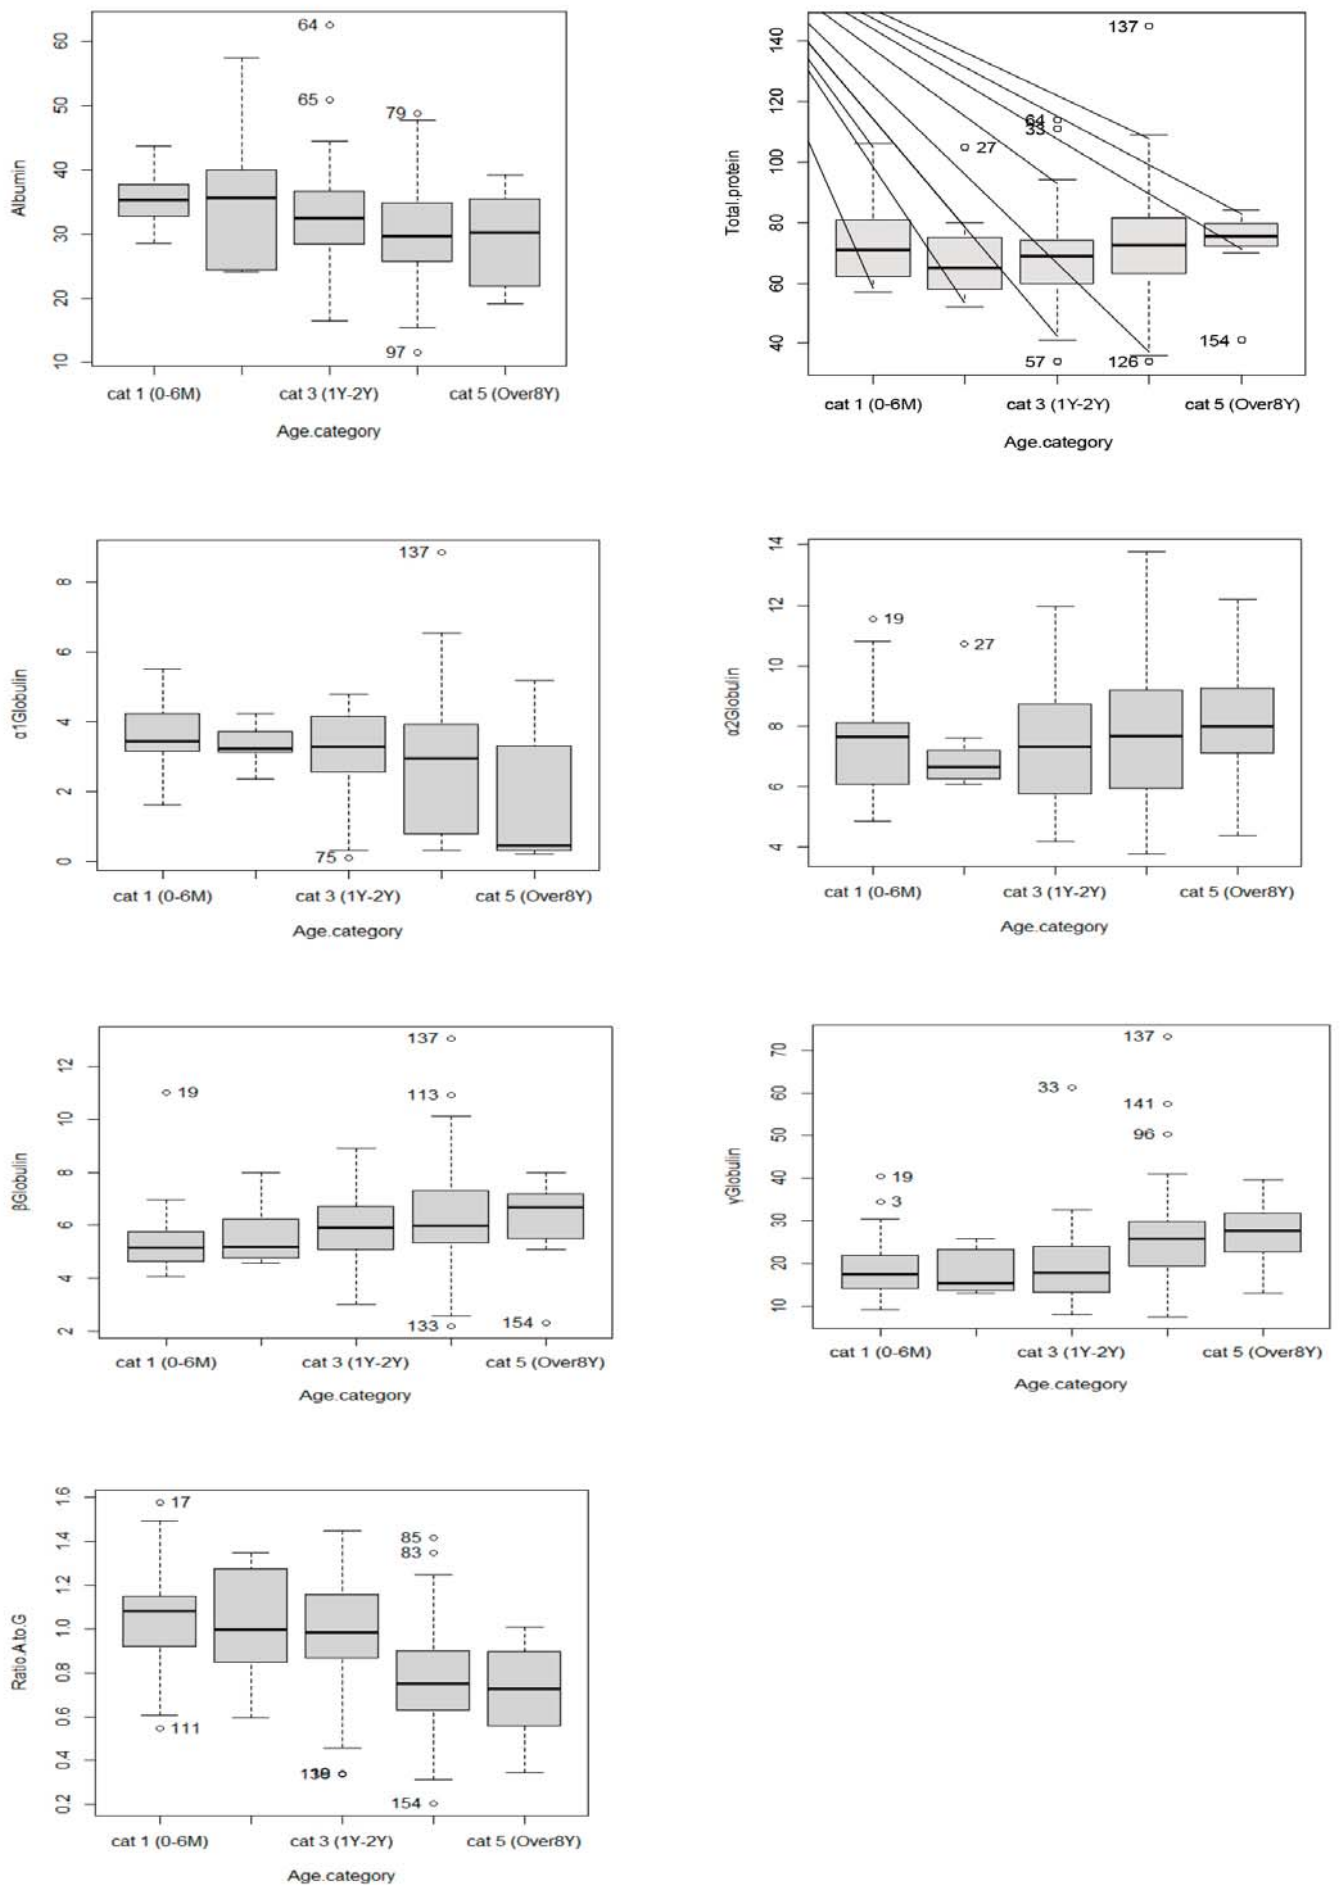 Albumin
10 20 30 40 50 60
64
65
79
97
cat 1 (0-6M) cat 3 (1Y-2Y) cat 5 (Over8Y)
Age.category
Total.protein
40 60 80 100 120 140
137
64
33
27
57
126
154
cat 1 (0-6M) cat 3 (1Y-2Y) cat 5 (Over8Y)
Age.category
α1Globulin
0 2 4 6 8
137
75
cat 1 (0-6M) cat 3 (1Y-2Y) cat 5 (Over8Y)
Age.category
α2Globulin
4 6 8 10 12 14
19
27
cat 1 (0-6M) cat 3 (1Y-2Y) cat 5 (Over8Y)
Age.category
βGlobulin
2 4 6 8 10 12
137
19
113
133
154
cat 1 (0-6M) cat 3 (1Y-2Y) cat 5 (Over8Y)
Age.category
γGlobulin
10 20 30 40 50 60 70
137
33
141
96
19
3
cat 1 (0-6M) cat 3 (1Y-2Y) cat 5 (Over8Y)
Age.category
Ratio.A.to.G
0.2 0.4 0.6 0.8 1.0 1.2 1.4 1.6
17
85
83
111
154
cat 1 (0-6M) cat 3 (1Y-2Y) cat 5 (Over8Y)
Age.category